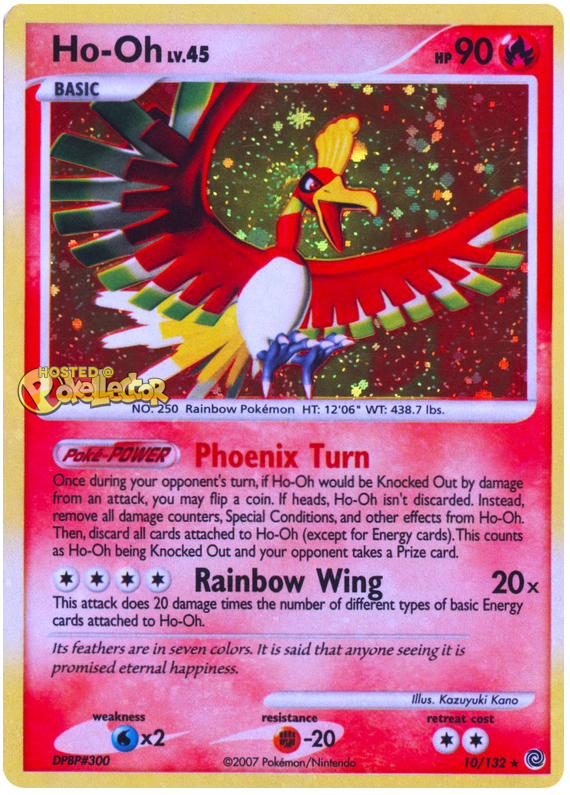 Ho-Oh LV.45
HP 90
BASIC
HOSTED @
Pokellector
NO. 250 Rainbow Pokémon HT: 12'06" WT: 438.7 lbs.
Poké-POWER Phoenix Turn
Once during your opponent's turn, if Ho-Oh would be Knocked Out by damage
from an attack, you may flip a coin. If heads, Ho-Oh isn't discarded. Instead,
remove all damage counters, Special Conditions, and other effects from Ho-Oh.
Then, discard all cards attached to Ho-Oh (except for Energy cards).This counts
as Ho-Oh being Knocked Out and your opponent takes a Prize card.
Rainbow Wing 20x
This attack does 20 damage times the number of different types of basic Energy
cards attached to Ho-Oh.
Its feathers are in seven colors. It is said that anyone seeing it is
promised eternal happiness.
Illus. Kazuyuki Kano
weakness resistance retreat cost
x2 -20
DPBP#300 ©2007 Pokémon/Nintendo 10/132 ★